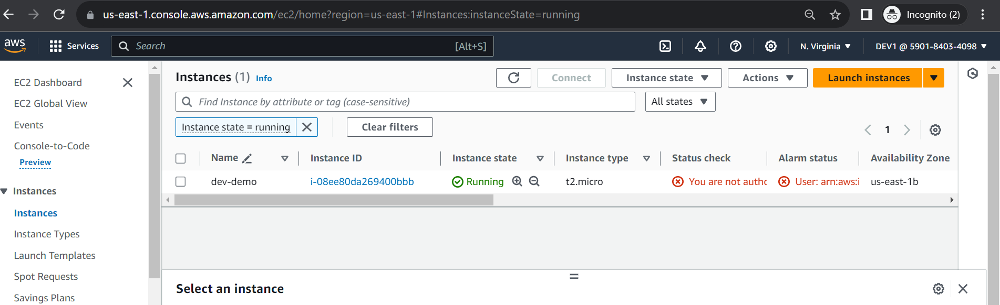 us-east-1.console.aws.amazon.com/ec2/home?region=us-east-1#Instances:instanceState=running
Incognito (2)
aws
Services
Search
[Alt+S]
N. Virginia
DEV1 @ 5901-8403-4098
EC2 Dashboard
EC2 Global View
Events
Console-to-Code
Preview
Instances
Instances
Instance Types
Launch Templates
Spot Requests
Savings Plans
Instances (1) Info
Connect
Instance state
Actions
Launch instances
Find Instance by attribute or tag (case-sensitive)
All states
Instance state = running
Clear filters
1
Name Instance ID Instance state Instance type Status check Alarm status Availability Zone
dev-demo i-08ee80da269400bbb Running t2.micro You are not autho User: arn:aws:i us-east-1b
Select an instance